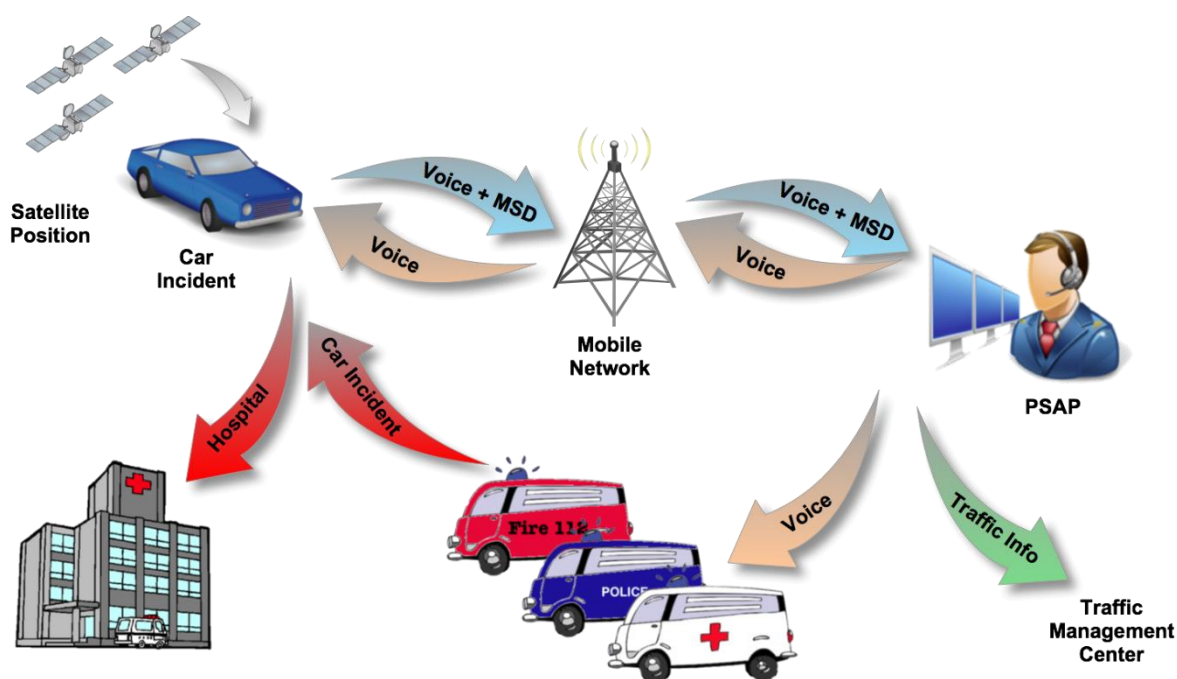 Voice + MSD
Voice + MSD
Satellite
Position
Voice
Voice
Car
Incident
Mobile
Network
PSAP
Hospital
Car Incident
Fire 112
POLICE
Voice
Traffic Info
Traffic
Management
Center